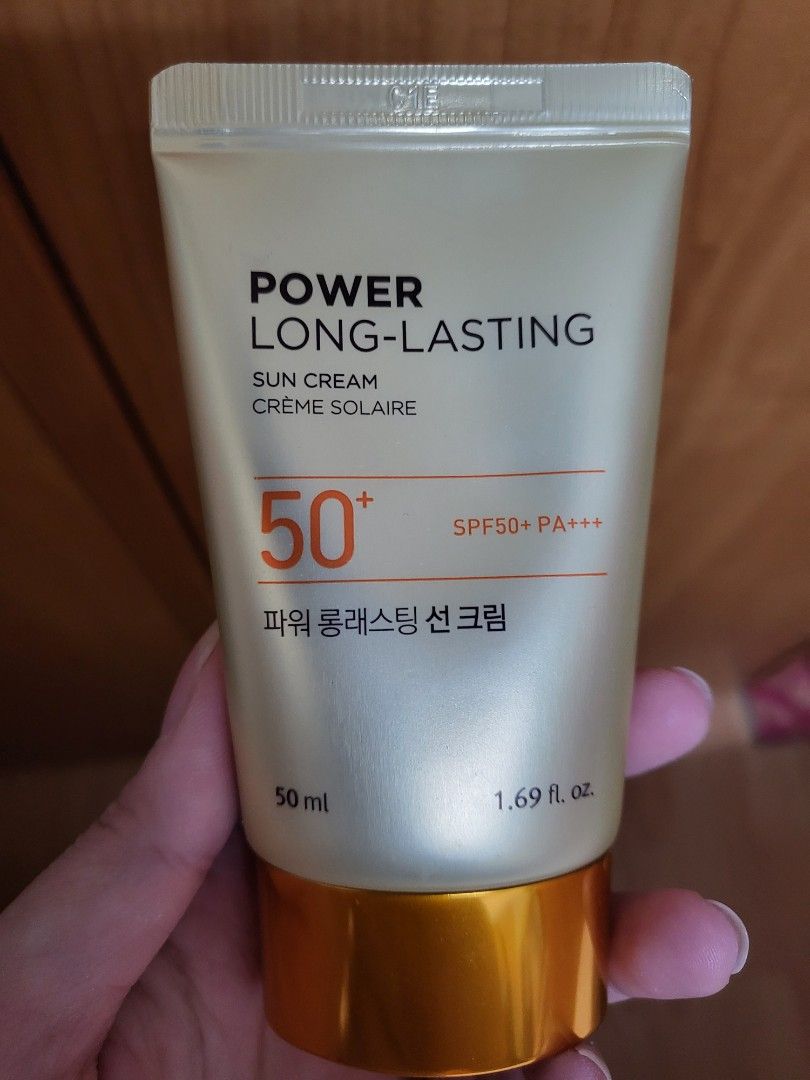 POWER
LONG-LASTING
SUN CREAM
CRÈME SOLAIRE
50+ SPF50+ PA+++
파워 롱래스팅 선 크림
50 ml 1.69 fl. oz.